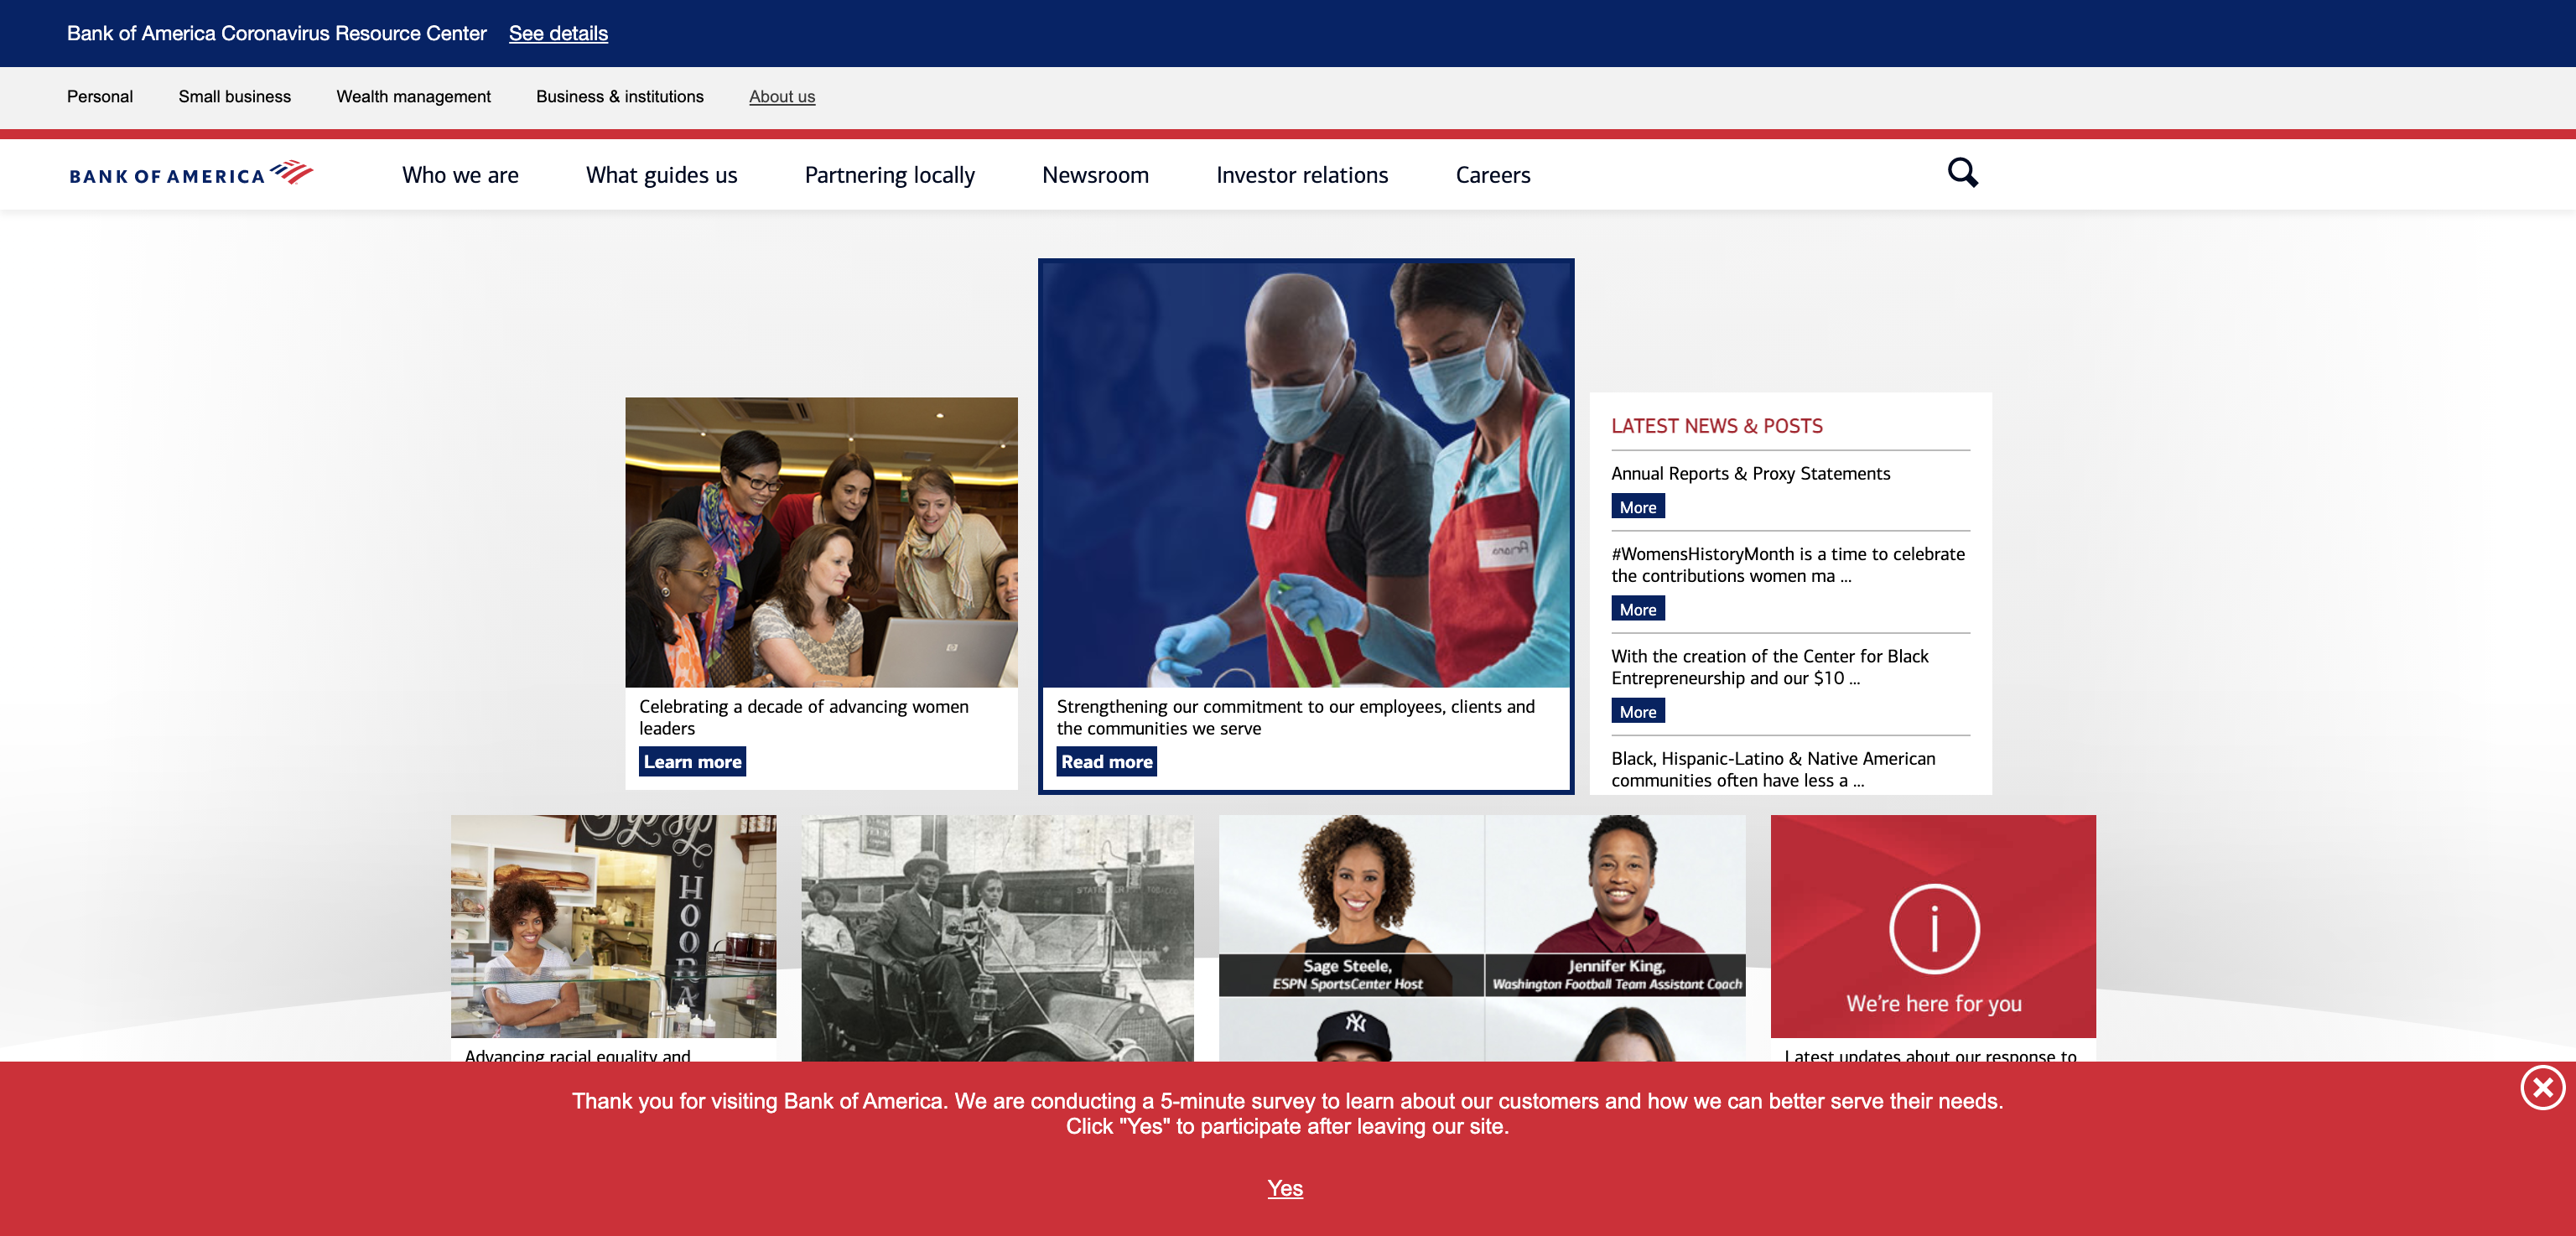 Bank of America Coronavirus Resource Center See details
Personal Small business Wealth management Business & institutions About us
BANK OF AMERICA Who we are What guides us Partnering locally Newsroom Investor relations Careers
Celebrating a decade of advancing women
leaders
Learn more
Strengthening our commitment to our employees, clients and
the communities we serve
Read more
LATEST NEWS & POSTS
Annual Reports & Proxy Statements
More
#WomensHistoryMonth is a time to celebrate
the contributions women ma ...
More
With the creation of the Center for Black
Entrepreneurship and our $10 ...
More
Black, Hispanic-Latino & Native American
communities often have less a ...
Advancing racial equality and
Sage Steele,
ESPN SportsCenter Host
Jennifer King,
Washington Football Team Assistant Coach
We're here for you
Latest updates about our response to
Thank you for visiting Bank of America. We are conducting a 5-minute survey to learn about our customers and how we can better serve their needs.
Click "Yes" to participate after leaving our site.
Yes